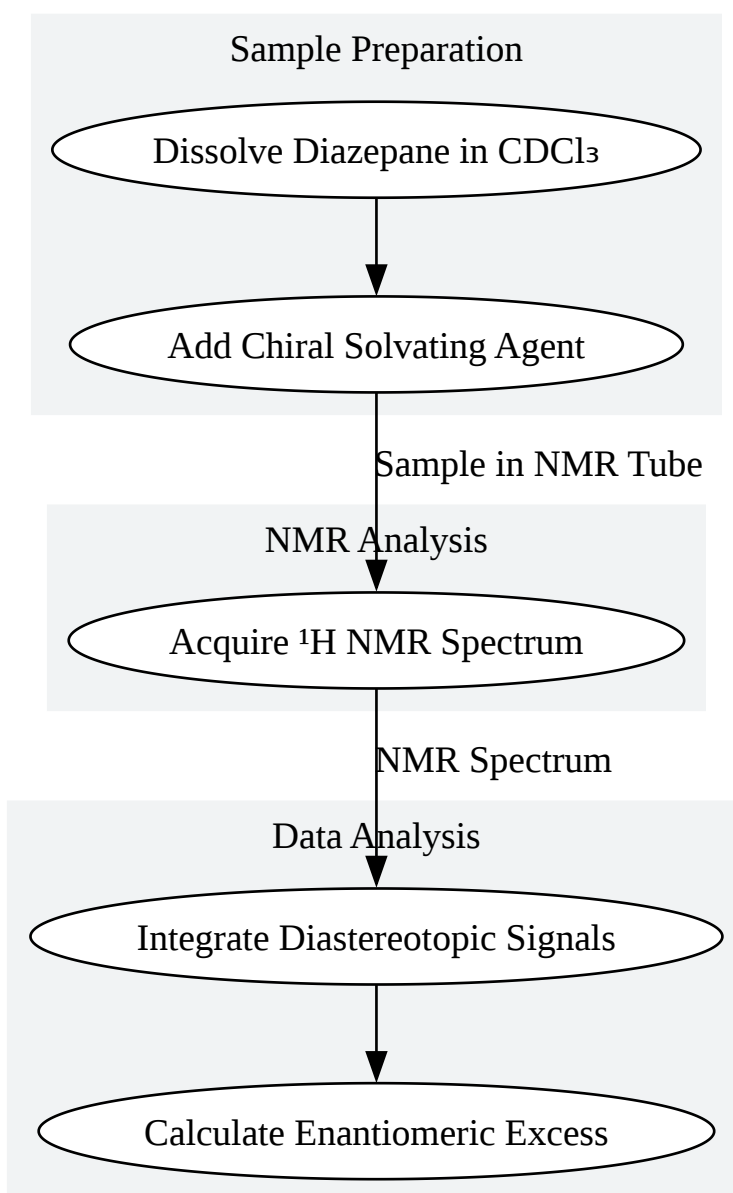 Sample Preparation
Dissolve Diazepane in CDCl₃
Add Chiral Solvating Agent
Sample in NMR Tube
NMR Analysis
Acquire ¹H NMR Spectrum
NMR Spectrum
Data Analysis
Integrate Diastereotopic Signals
Calculate Enantiomeric Excess